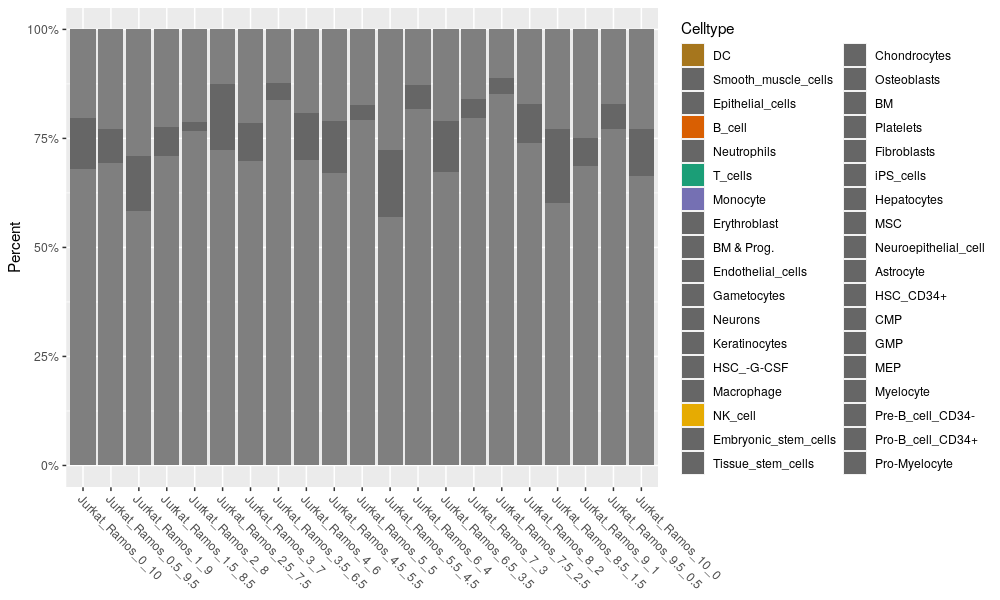 100%
75%
50%
25%
0%
Percent
Jurkat_Ramos_0_10
Jurkat_Ramos_0.5_9.5
Jurkat_Ramos_1_9
Jurkat_Ramos_1.5_8.5
Jurkat_Ramos_2_8
Jurkat_Ramos_2.5_7.5
Jurkat_Ramos_3_7
Jurkat_Ramos_3.5_6.5
Jurkat_Ramos_4_6
Jurkat_Ramos_4.5_5.5
Jurkat_Ramos_5_5
Jurkat_Ramos_5.5_4.5
Jurkat_Ramos_6_4
Jurkat_Ramos_6.5_3.5
Jurkat_Ramos_7_3
Jurkat_Ramos_7.5_2.5
Jurkat_Ramos_8_2
Jurkat_Ramos_8.5_1.5
Jurkat_Ramos_9_1
Jurkat_Ramos_9.5_0.5
Jurkat_Ramos_10_0
Celltype
DC
Smooth_muscle_cells
Epithelial_cells
B_cell
Neutrophils
T_cells
Monocyte
Erythroblast
BM & Prog.
Endothelial_cells
Gametocytes
Neurons
Keratinocytes
HSC_-G-CSF
Macrophage
NK_cell
Embryonic_stem_cells
Tissue_stem_cells
Chondrocytes
Osteoblasts
BM
Platelets
Fibroblasts
iPS_cells
Hepatocytes
MSC
Neuroepithelial_cell
Astrocyte
HSC_CD34+
CMP
GMP
MEP
Myelocyte
Pre-B_cell_CD34-
Pro-B_cell_CD34+
Pro-Myelocyte